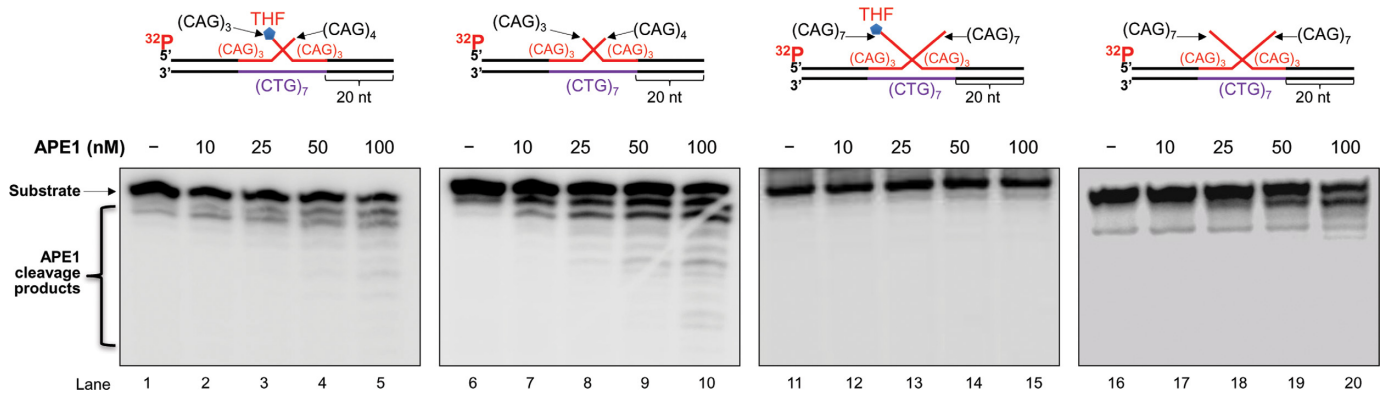 (CAG)3 THF (CAG)4
32P 5' (CAG)3 (CAG)3
3' (CTG)7 20 nt
(CAG)3 (CAG)4
32P 5' (CAG)3 (CAG)3
3' (CTG)7 20 nt
THF
(CAG)7 (CAG)7
32P 5' (CAG)3 (CAG)3
3' (CTG)7 20 nt
(CAG)7 (CAG)7
32P 5' (CAG)3 (CAG)3
3' (CTG)7 20 nt
APE1 (nM) – 10 25 50 100 – 10 25 50 100 – 10 25 50 100 – 10 25 50 100
Substrate
APE1
cleavage
products
Lane 1 2 3 4 5 6 7 8 9 10 11 12 13 14 15 16 17 18 19 20